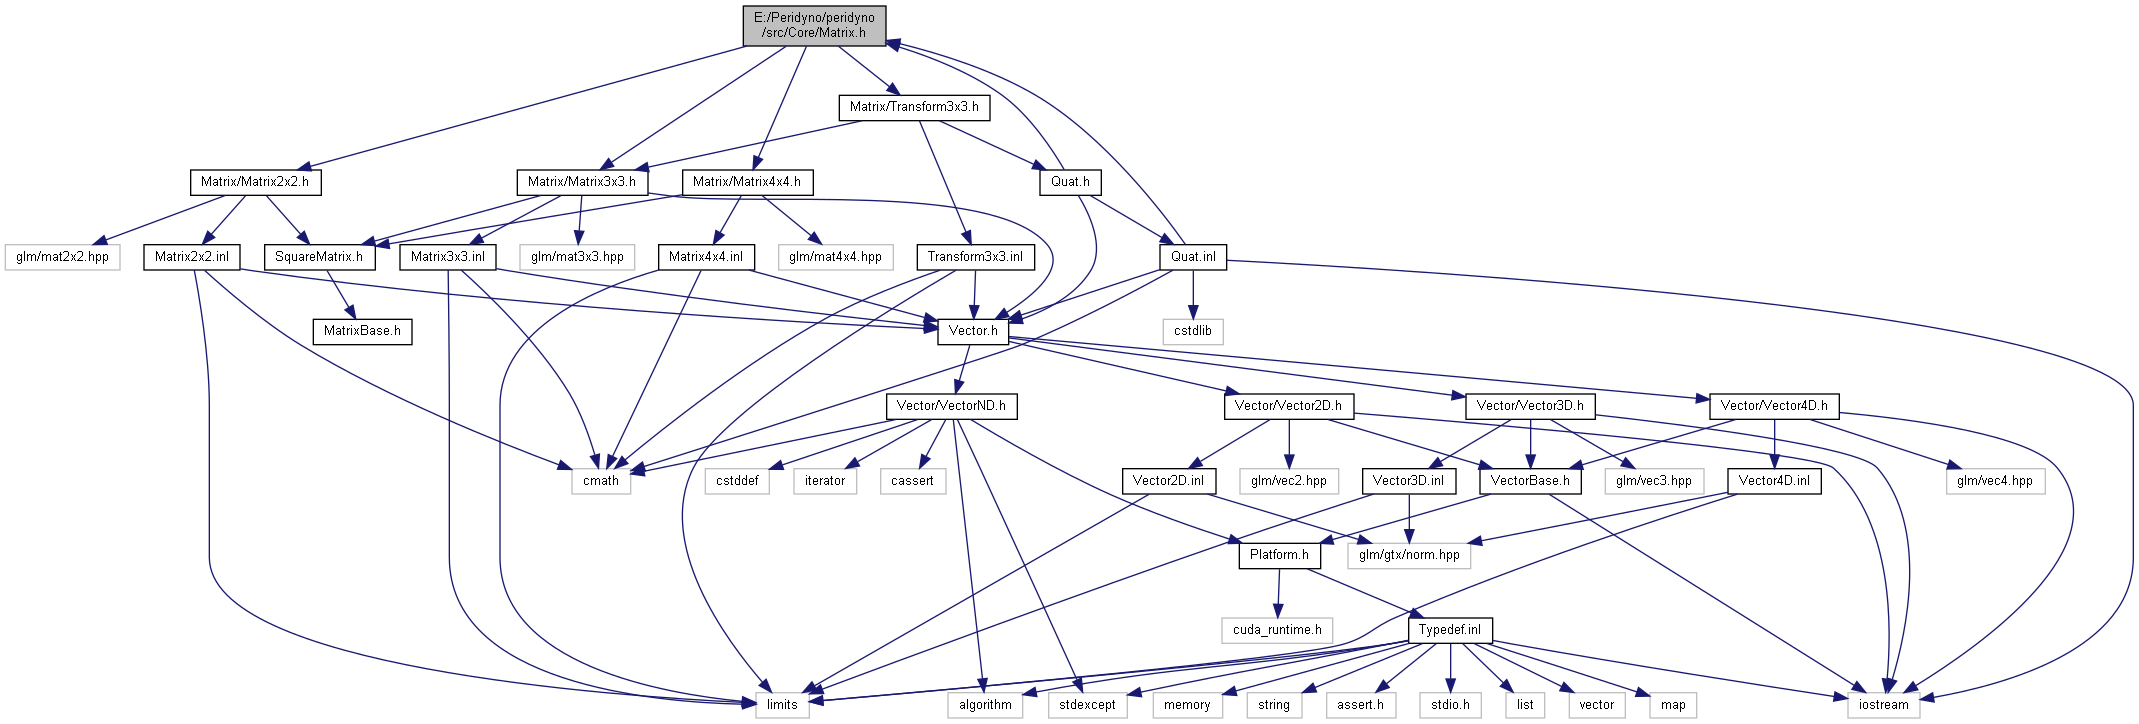 E:/Peridyno/peridyno
/src/Core/Matrix.h
Matrix/Transform3x3.h
Matrix/Matrix2x2.h
Matrix/Matrix3x3.h
Matrix/Matrix4x4.h
Quat.h
glm/mat2x2.hpp
Matrix2x2.inl
SquareMatrix.h
Matrix3x3.inl
glm/mat3x3.hpp
Matrix4x4.inl
glm/mat4x4.hpp
Transform3x3.inl
Quat.inl
MatrixBase.h
Vector.h
cstdlib
Vector/VectorND.h
Vector/Vector2D.h
Vector/Vector3D.h
Vector/Vector4D.h
cmath
cstddef
iterator
cassert
Vector2D.inl
glm/vec2.hpp
Vector3D.inl
VectorBase.h
glm/vec3.hpp
Vector4D.inl
glm/vec4.hpp
Platform.h
glm/gtx/norm.hpp
cuda_runtime.h
Typedef.inl
limits
algorithm
stdexcept
memory
string
assert.h
stdio.h
list
vector
map
iostream